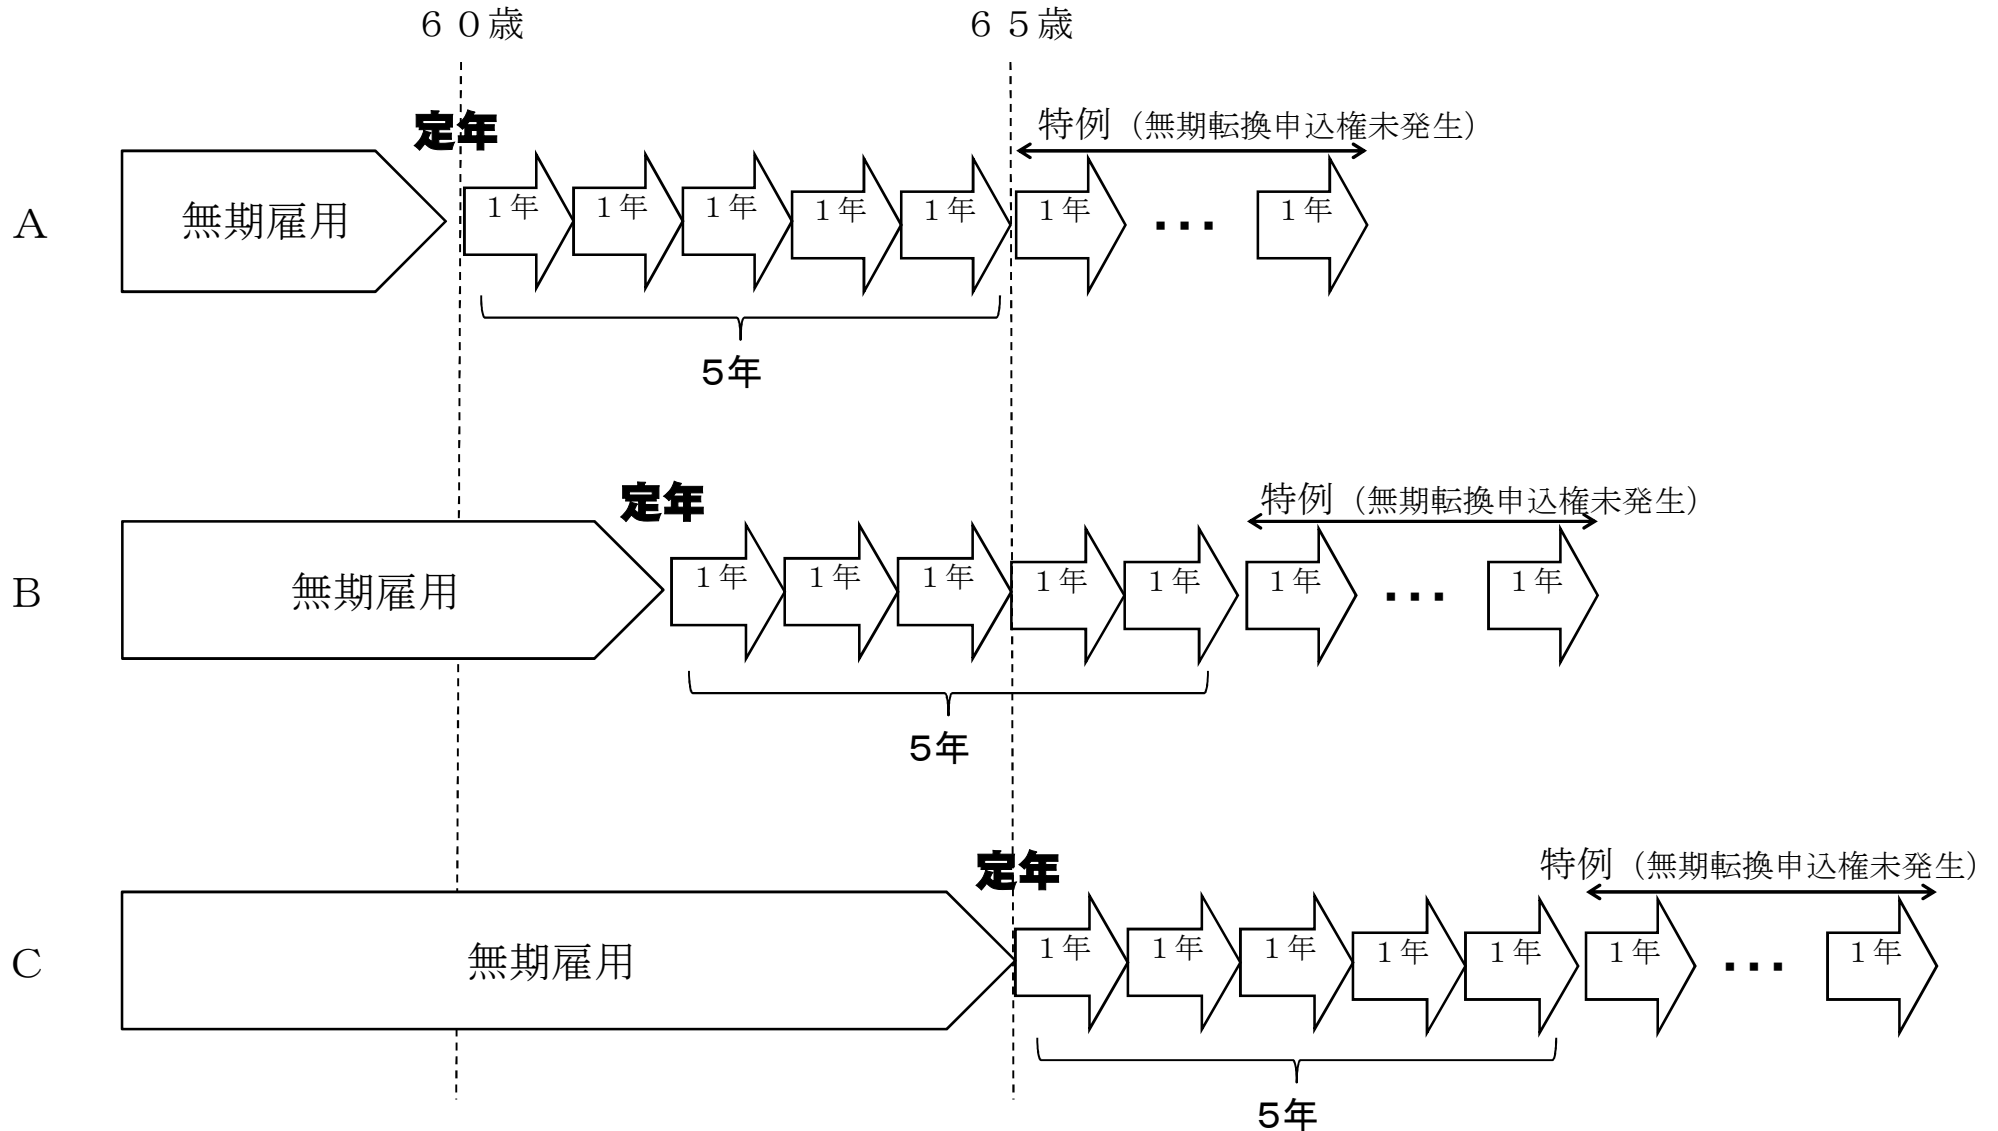 ６０歳 ６５歳
定年
特例（無期転換申込権未発生）
A 無期雇用 １年 １年 １年 １年 １年 １年 ・・・ １年
５年
定年
特例（無期転換申込権未発生）
B 無期雇用 １年 １年 １年 １年 １年 １年 ・・・ １年
５年
定年
特例（無期転換申込権未発生）
C 無期雇用 １年 １年 １年 １年 １年 １年 ・・・ １年
５年